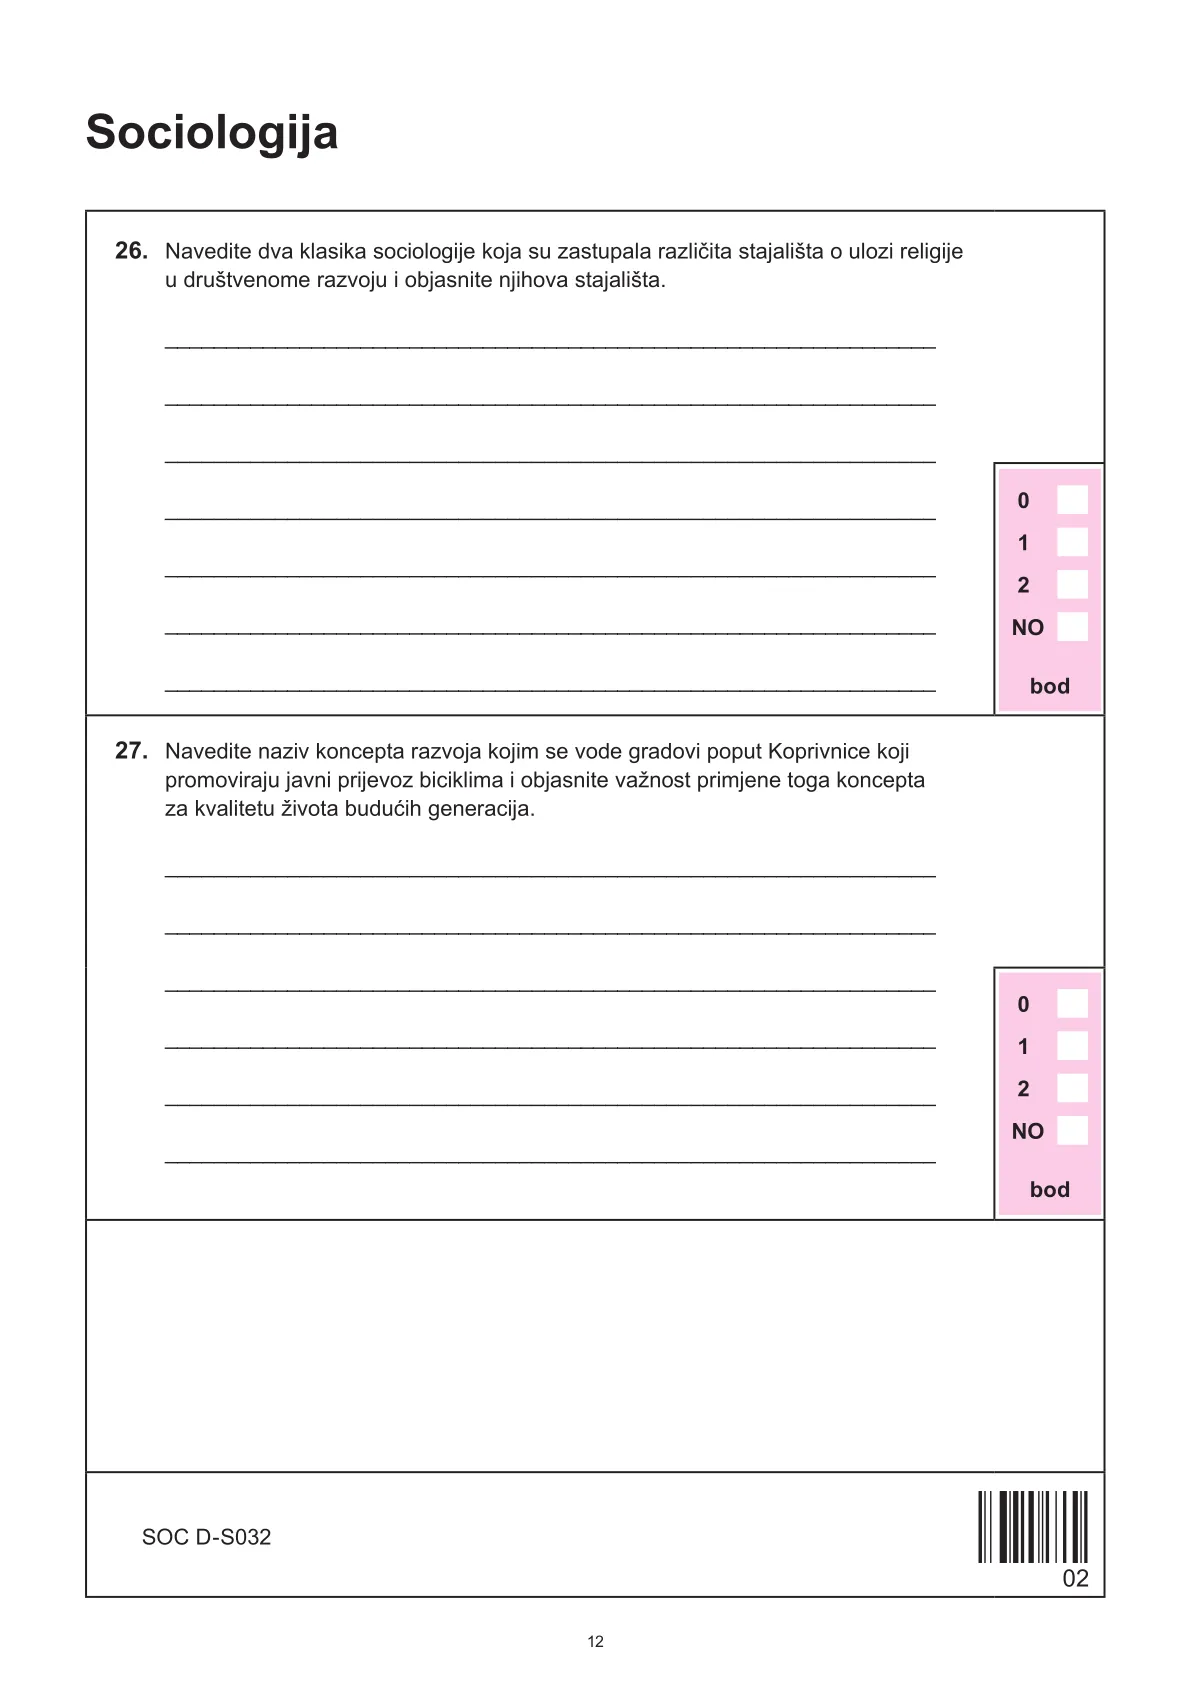 Sociologija
26. Navedite dva klasika sociologije koja su zastupala različita stajališta o ulozi religije
u društvenome razvoju i objasnite njihova stajališta.
0
1
2
NO
bod
27. Navedite naziv koncepta razvoja kojim se vode gradovi poput Koprivnice koji
promoviraju javni prijevoz biciklima i objasnite važnost primjene toga koncepta
za kvalitetu života budućih generacija.
0
1
2
NO
bod
SOC D-S032
02
12